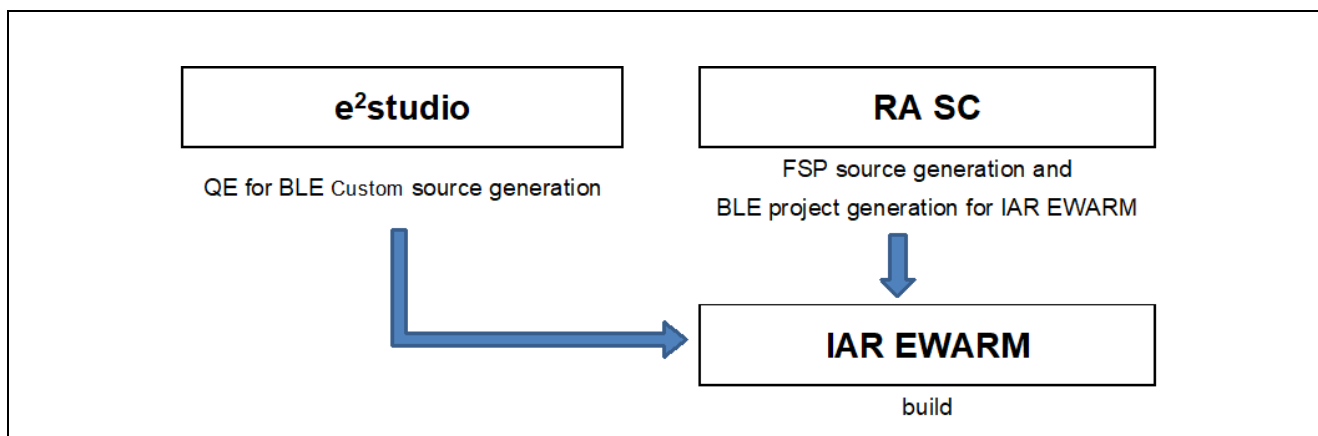 e²studio
QE for BLE Custom source generation
RA SC
FSP source generation and
BLE project generation for IAR EWARM
IAR EWARM
build